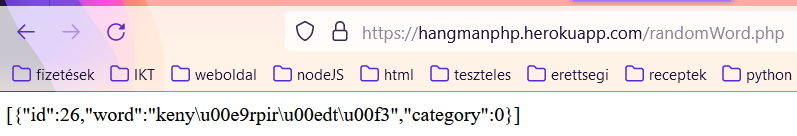 https://hangmanphp.herokuapp.com/randomWord.php
fizetések IKT weboldal nodeJS html teszteles erettsegi receptek python
[{"id":26,"word":"keny\u00e9rpir\u00edt\u00f3","category":0}]